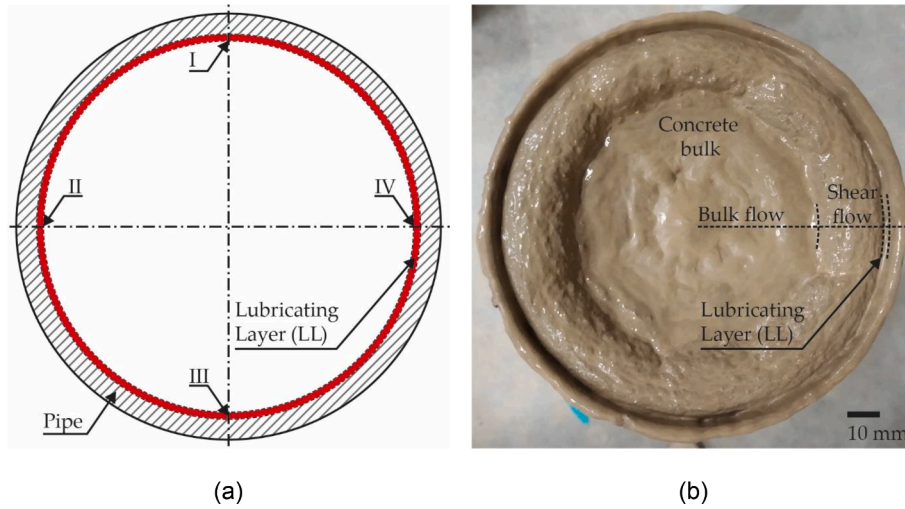 I
II
IV
Lubricating
Layer (LL)
III
Pipe
(a)
Concrete
bulk
Shear
Bulk flow
flow
Lubricating
Layer (LL)
10 mm
(b)